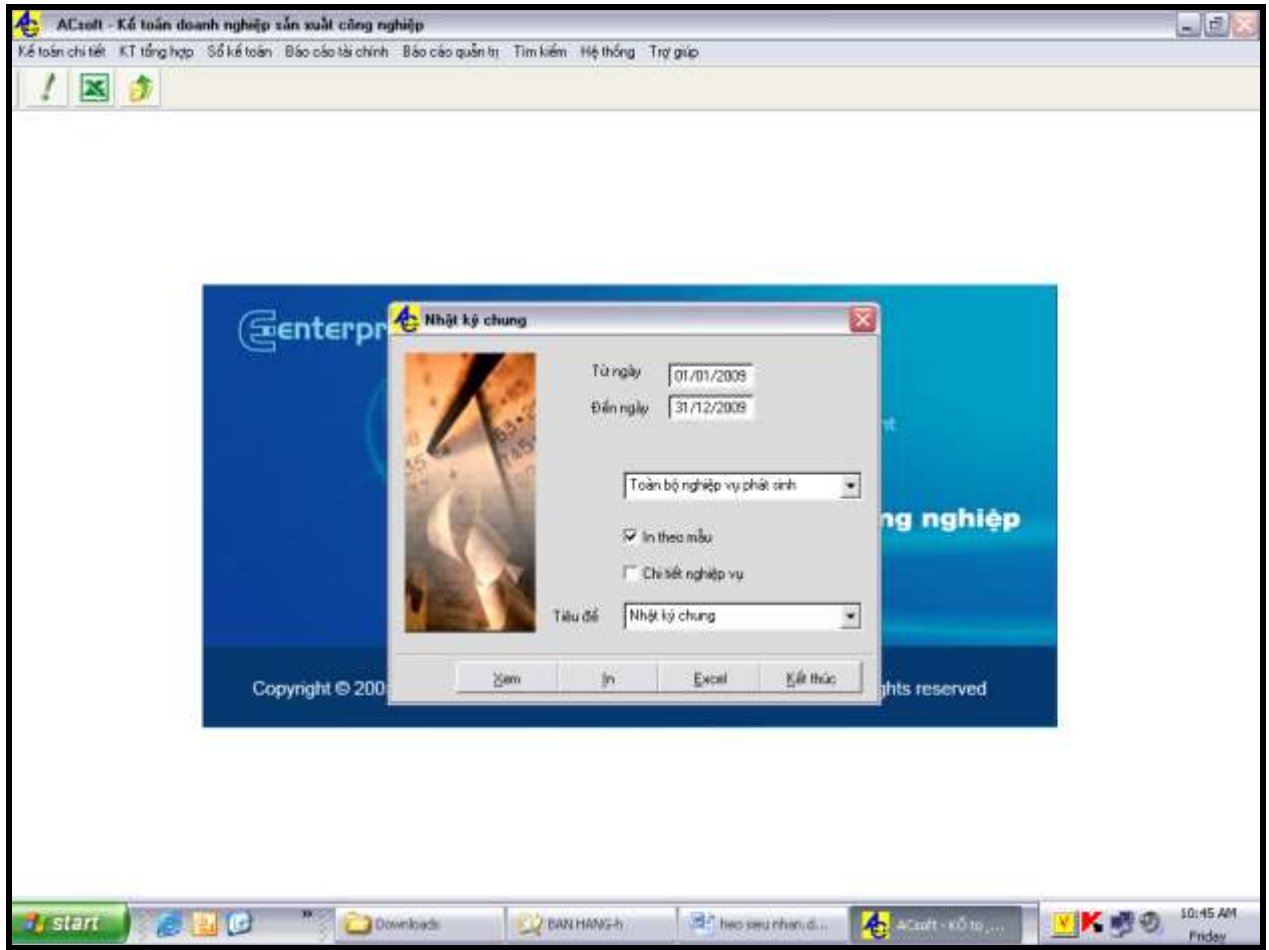 ACsoft - Kế toán doanh nghiệp sản xuất công nghiệp
Kế toán chi tiết KT tổng hợp Sổ kế toán Báo cáo tài chính Báo cáo quản trị Tìm kiếm Hệ thống Trợ giúp
enterpr
Nhật ký chung
Từ ngày 01/01/2009
Đến ngày 31/12/2009
nt
Toàn bộ nghiệp vụ phát sinh
ng nghiệp
In theo mẫu
Chi tiết nghiệp vụ
Tiêu đề Nhật ký chung
Xem In Excel Kết thúc
Copyright © 200 ghts reserved
start Downloads BAN HANG-h ACsoft - 10:45 AM
Friday